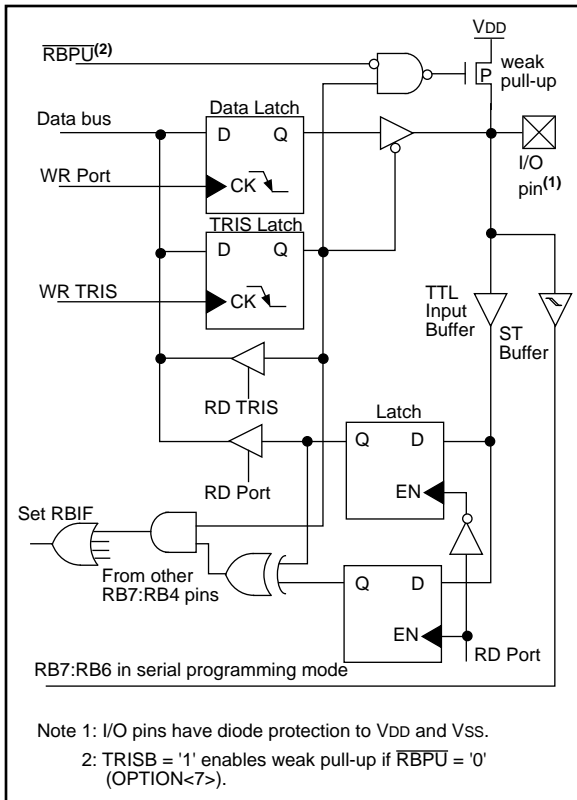 VDD
RBPU(2)
weak
pull-up
P
Data Latch
Data bus
D Q
I/O
pin(1)
WR Port
CK
TRIS Latch
D Q
WR TRIS
CK
TTL
Input
Buffer
ST
Buffer
RD TRIS
Latch
Q D
RD Port
EN
Set RBIF
From other
RB7:RB4 pins
Q D
EN
RD Port
RB7:RB6 in serial programming mode
Note 1: I/O pins have diode protection to VDD and VSS.
2: TRISB = '1' enables weak pull-up if RBPU = '0'
(OPTION<7>).